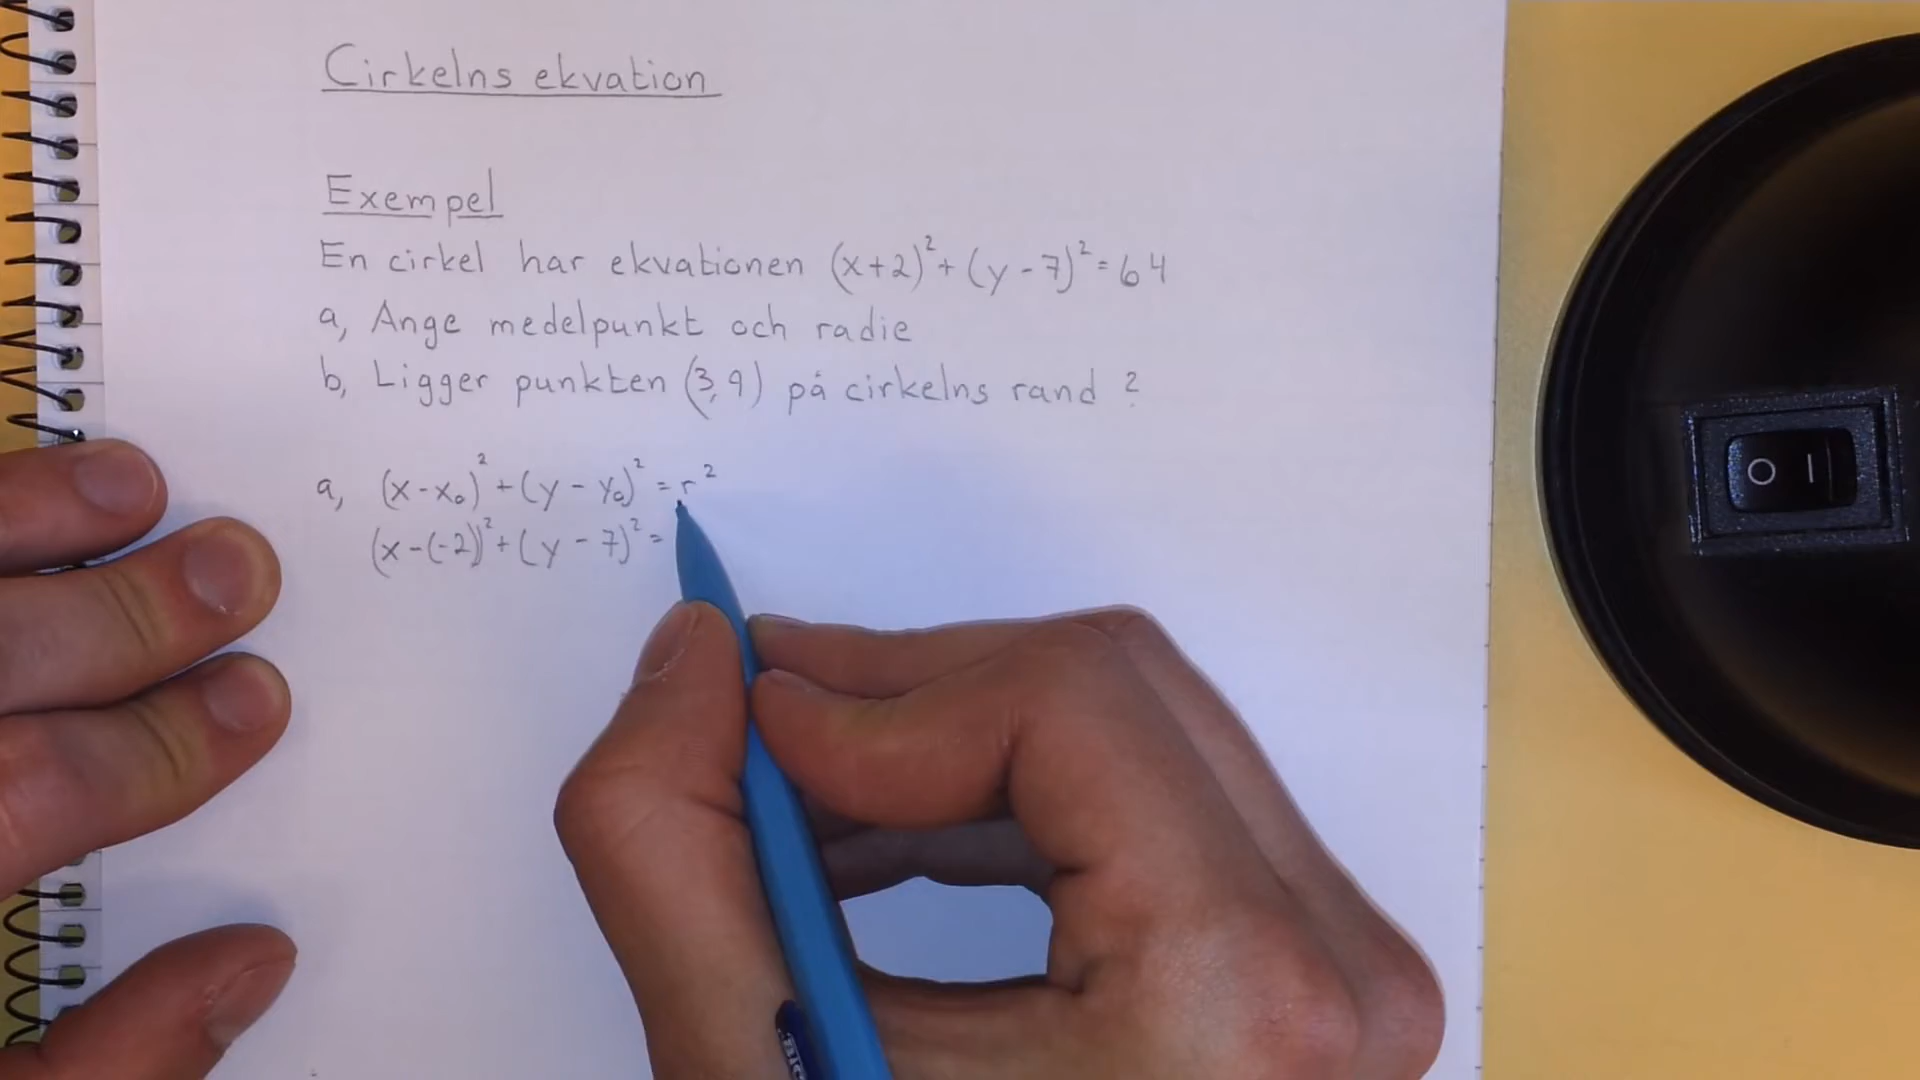 Cirkelns ekvation
Exempel
En cirkel har ekvationen (x+2)²+(y-7)²=64
a, Ange medelpunkt och radie
b, Ligger punkten (3,9) på cirkelns rand?
a, (x-x₀)²+(y-y₀)²=r²
(x-(-2))²+(y-7)²=
BIC
O I